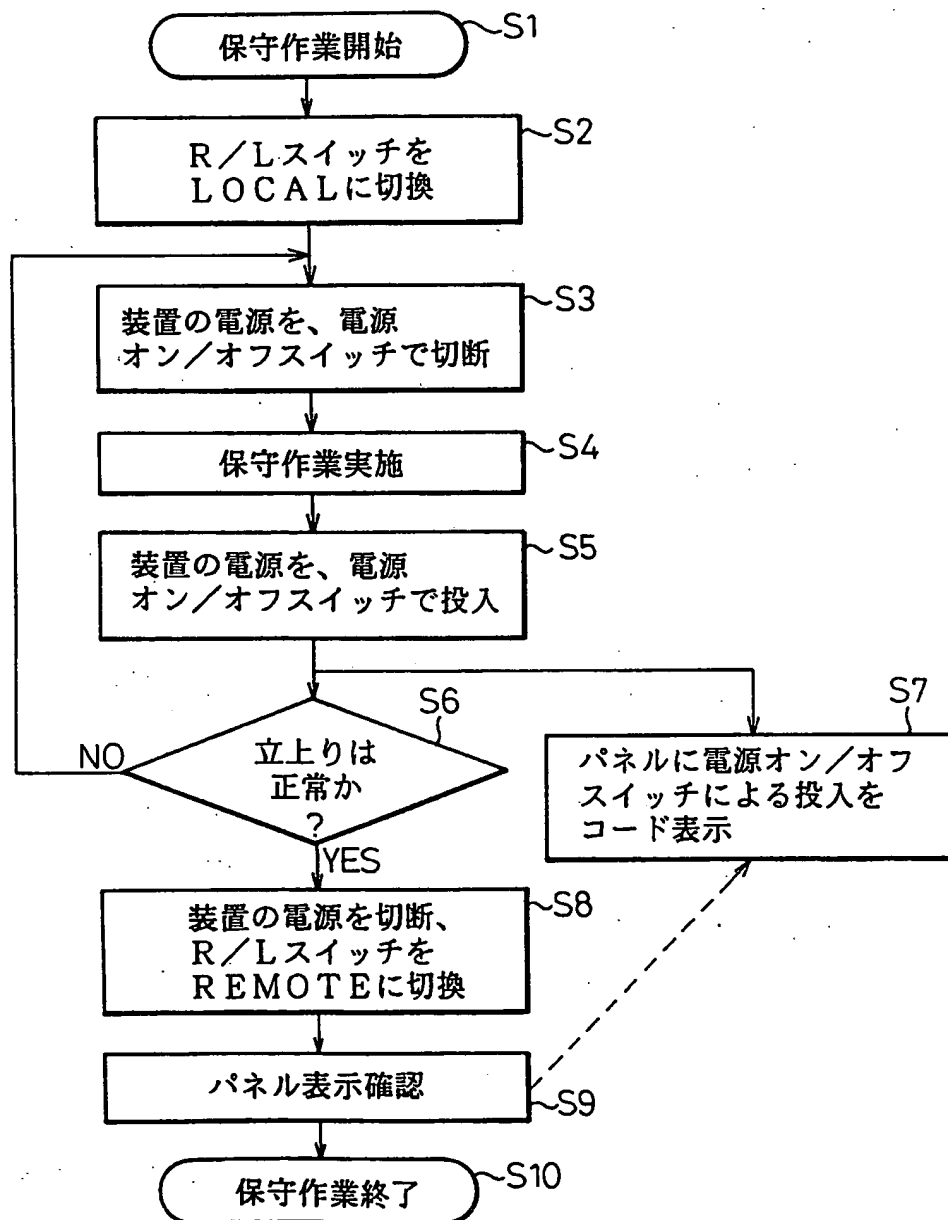 保守作業開始
S1
R/Lスイッチを
LOCALに切換
S2
装置の電源を、電源
オン/オフスイッチで切断
S3
保守作業実施
S4
装置の電源を、電源
オン/オフスイッチで投入
S5
立上りは
正常か
?
S6
NO
YES
パネルに電源オン/オフ
スイッチによる投入を
コード表示
S7
装置の電源を切断、
R/Lスイッチを
REMOTEに切換
S8
パネル表示確認
S9
保守作業終了
S10